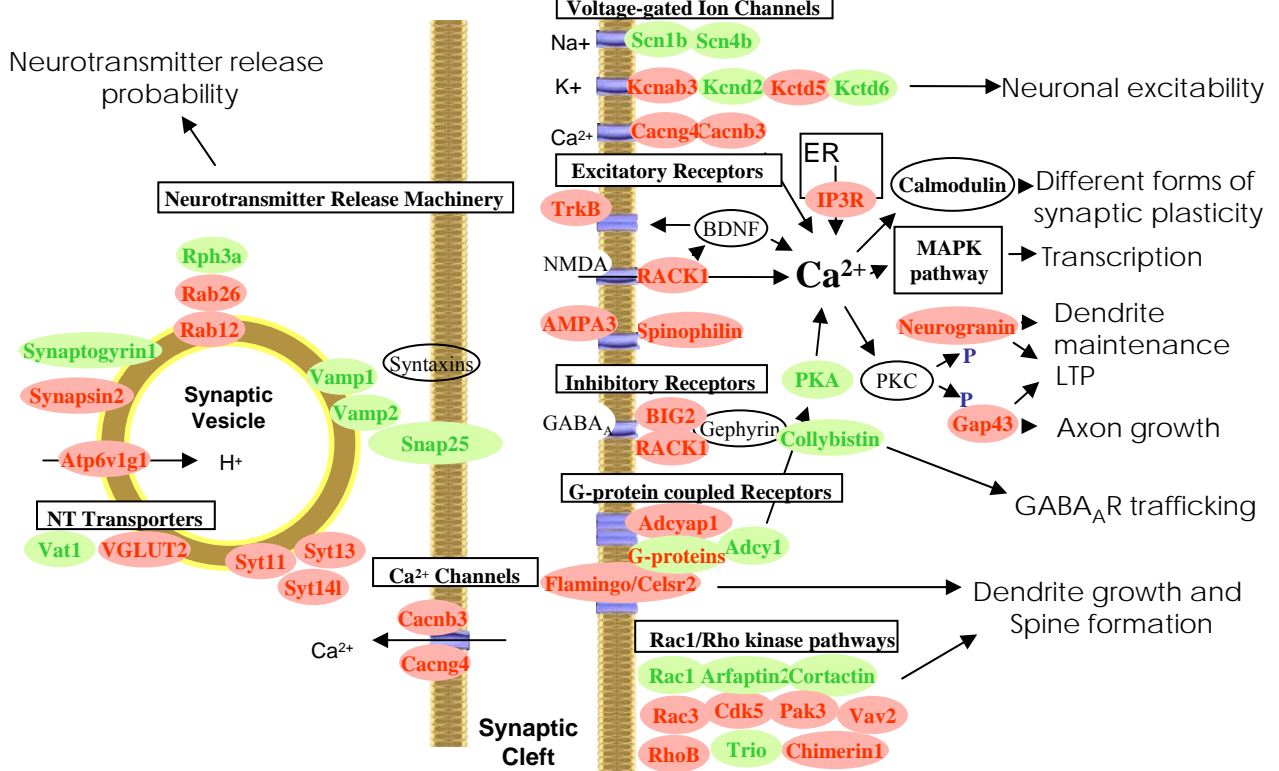 Voltage-gated Ion Channels
Na+
Scn1b
Scn4b
Neurotransmitter release
probability
K+
Kcnab3
Kcnd2
Kctd5
Kctd6
Neuronal excitability
Ca²⁺
Cacng4
Cacnb3
Excitatory Receptors
ER
IP3R
Calmodulin
Different forms of
synaptic plasticity
Neurotransmitter Release Machinery
TrkB
BDNF
MAPK
pathway
Transcription
NMDA
RACK1
Ca²⁺
Rph3a
Rab26
Rab12
AMPA3
Spinophilin
Neurogranin
Dendrite
maintenance
LTP
Synaptogyrin1
Synapsin2
Synaptic
Vesicle
Vamp1
Vamp2
Syntaxins
Snap25
Inhibitory Receptors
PKA
PKC
P
P
Gap43
Axon growth
GABA_A
BIG2
RACK1
Gephyrin
Collybistin
Atp6v1g1
H⁺
G-protein coupled Receptors
GABA_AR trafficking
NT Transporters
Vat1
VGLUT2
Syt11
Syt13
Syt14l
Adcyap1
G-proteins
Adcy1
Ca²⁺ Channels
Flamingo/Celsr2
Dendrite growth and
Spine formation
Cacnb3
Ca²⁺
Cacng4
Rac1/Rho kinase pathways
Rac1
Arfaptin2
Cortactin
Rac3
Cdk5
Pak3
Vav2
RhoB
Trio
Chimerin1
Synaptic
Cleft